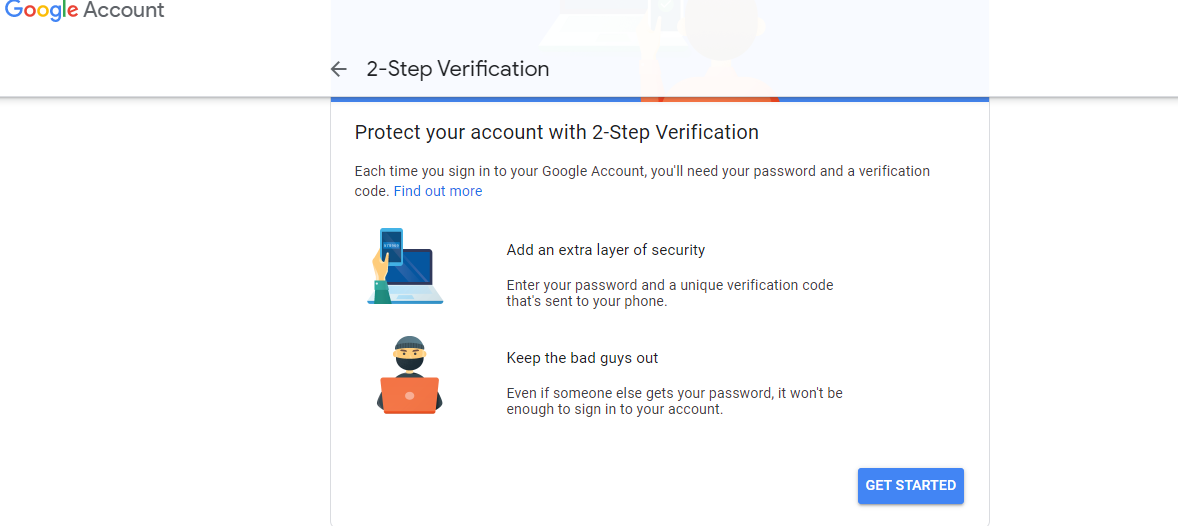 Google Account
2-Step Verification
Protect your account with 2-Step Verification
Each time you sign in to your Google Account, you'll need your password and a verification
code. Find out more
Add an extra layer of security
Enter your password and a unique verification code
that's sent to your phone.
Keep the bad guys out
Even if someone else gets your password, it won't be
enough to sign in to your account.
GET STARTED